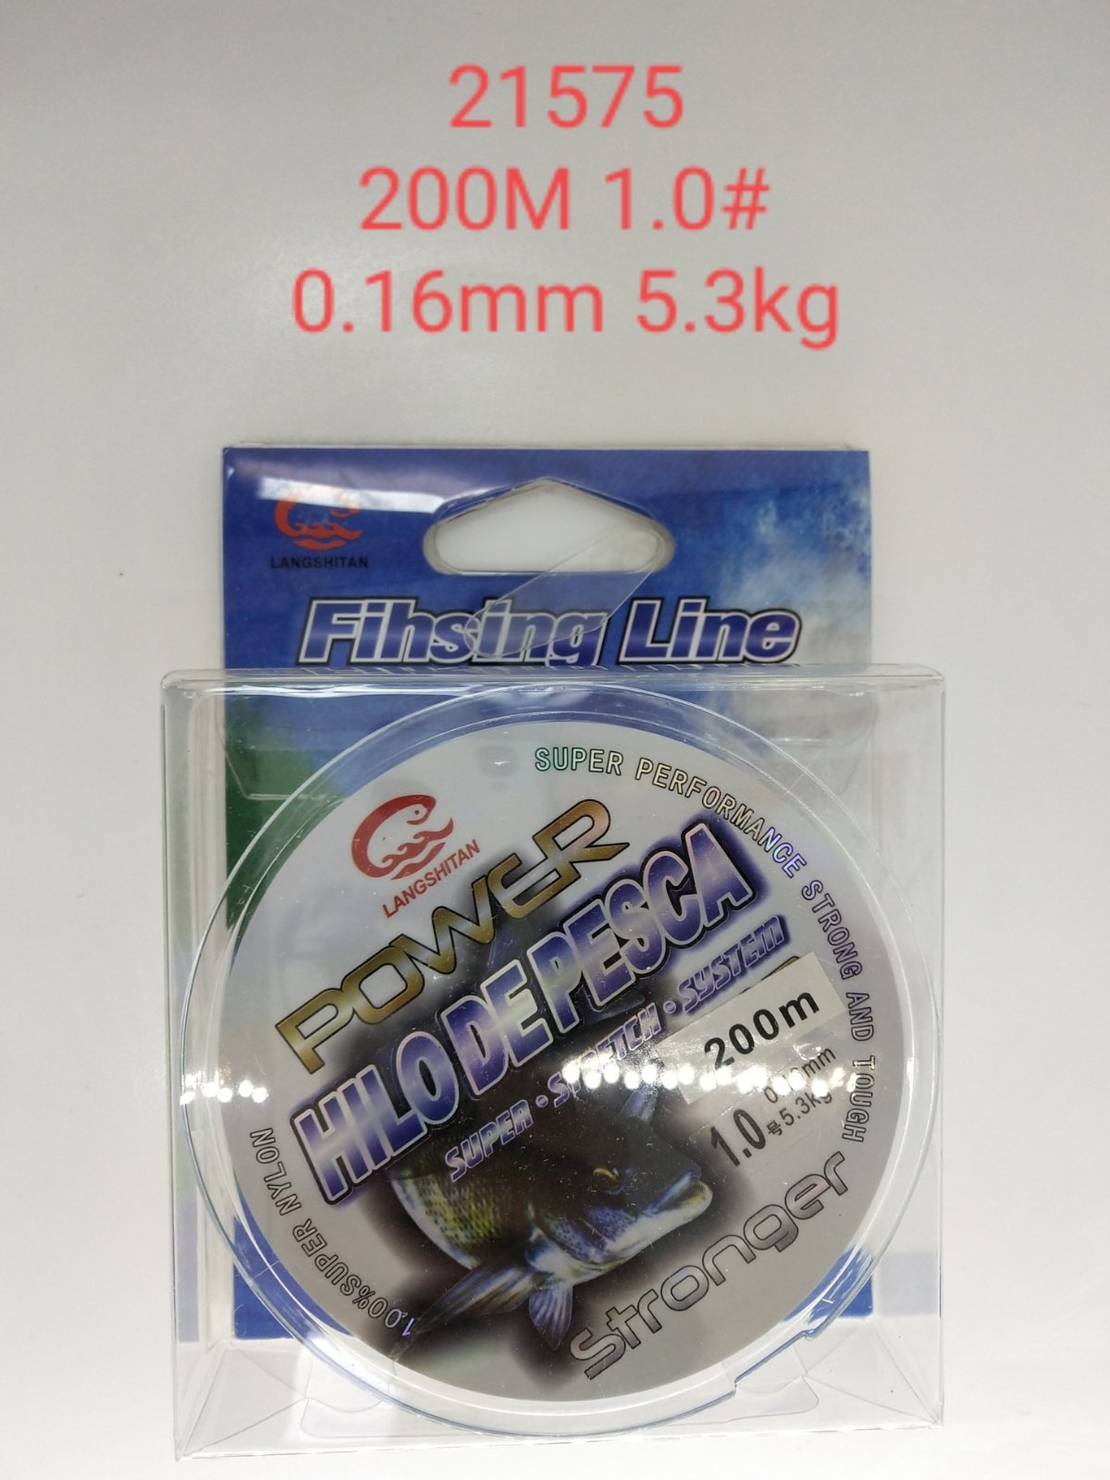 21575
200M 1.0#
0.16mm 5.3kg
LANGSHITAN
Fihsing Line
SUPER PERFORMANCE STRONG AND TOUGH
LANGSHITAN
POWER
HILO DE PESCA
SUPER • STRETCH • SYSTEM
200m
1.0号
5.3kg
100%SUPER NYLON
Stronger